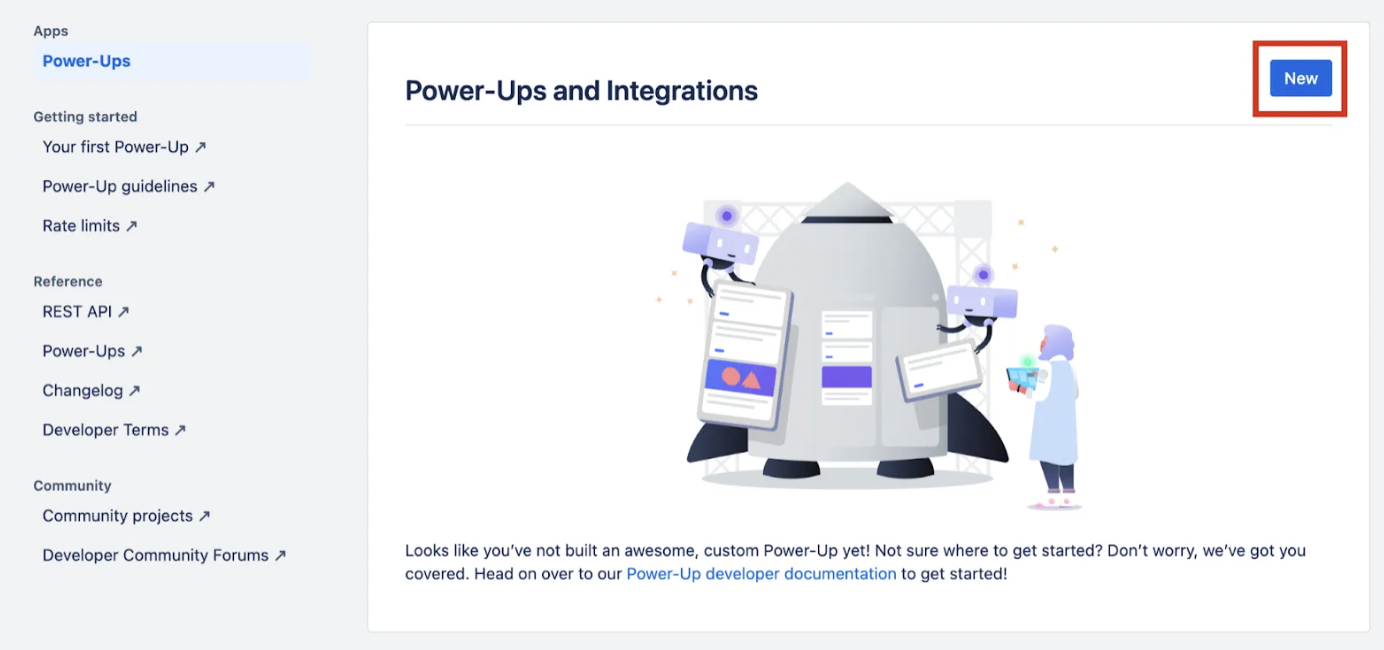 Apps
Power-Ups
Getting started
Your first Power-Up ↗
Power-Up guidelines ↗
Rate limits ↗
Reference
REST API ↗
Power-Ups ↗
Changelog ↗
Developer Terms ↗
Community
Community projects ↗
Developer Community Forums ↗
Power-Ups and Integrations
New
Looks like you’ve not built an awesome, custom Power-Up yet! Not sure where to get started? Don’t worry, we’ve got you
covered. Head on over to our Power-Up developer documentation to get started!